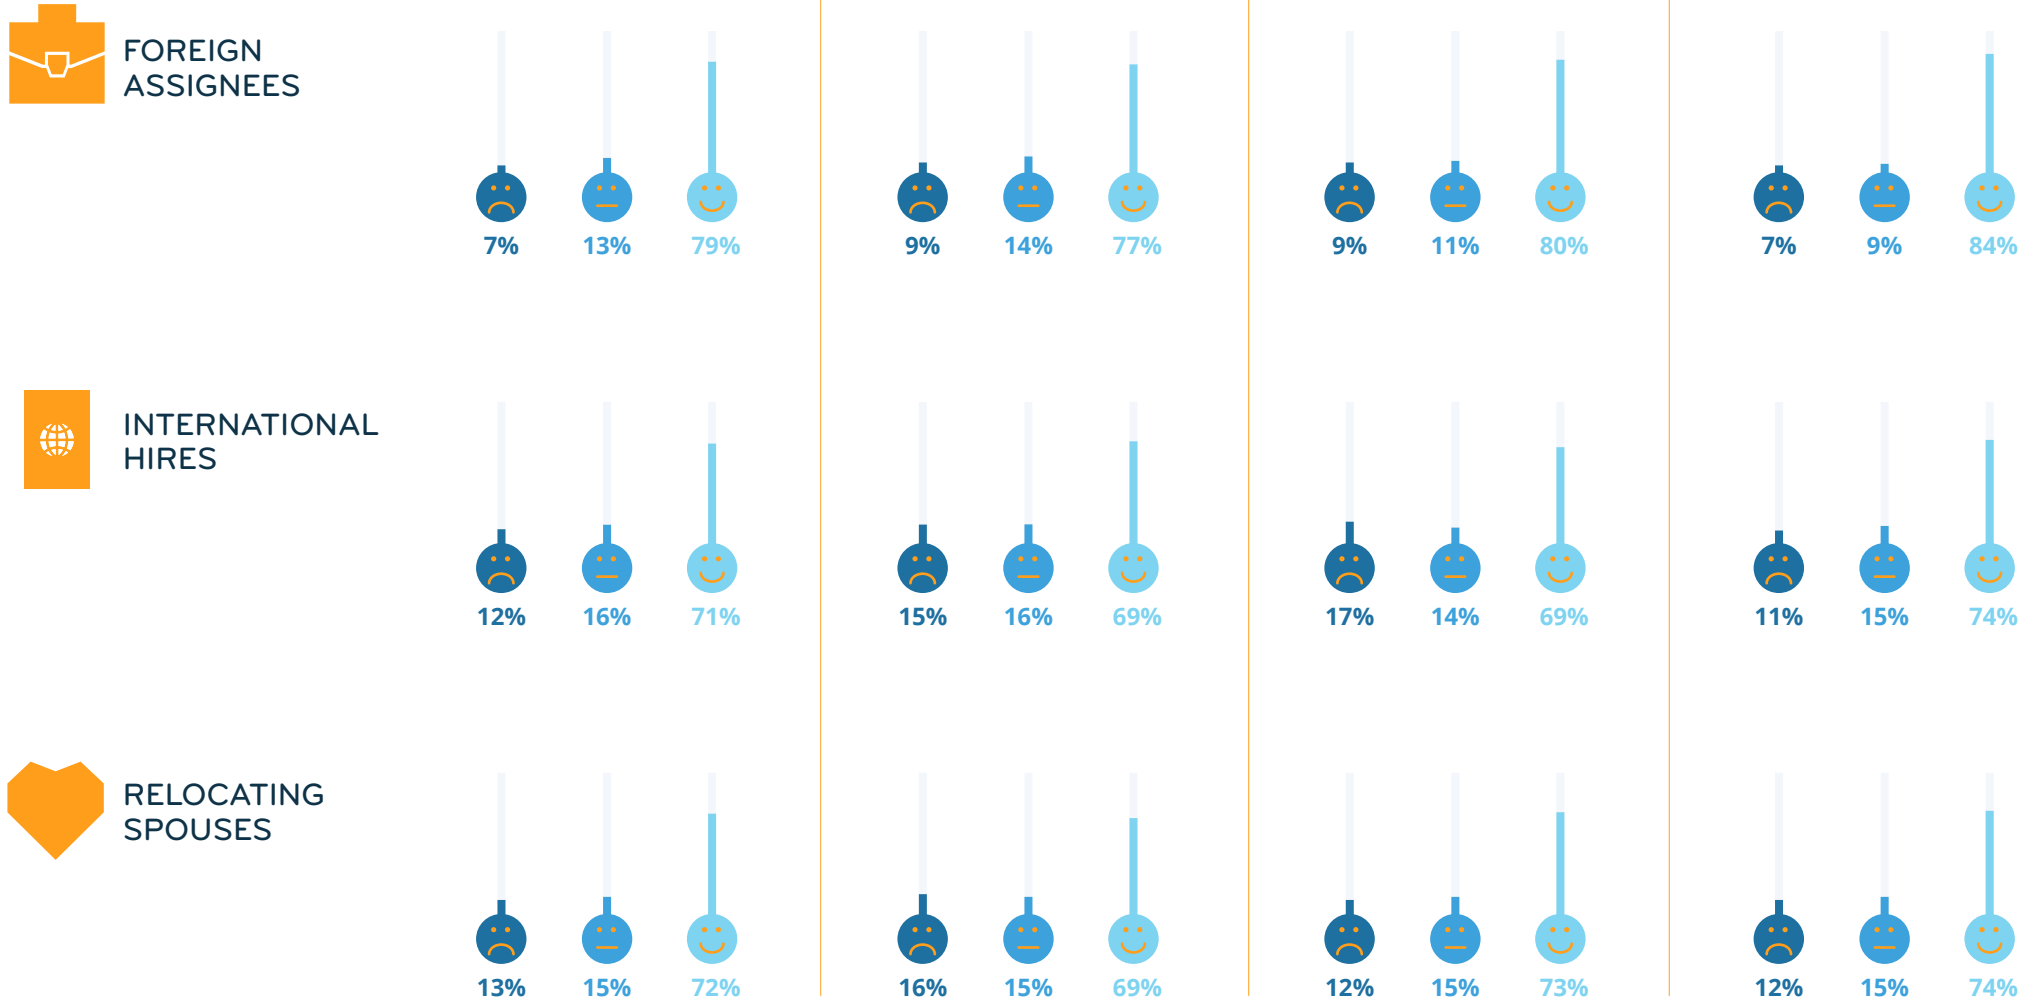 FOREIGN
ASSIGNEES
7% 13% 79% 9% 14% 77% 9% 11% 80% 7% 9% 84%
INTERNATIONAL
HIRES
12% 16% 71% 15% 16% 69% 17% 14% 69% 11% 15% 74%
RELOCATING
SPOUSES
13% 15% 72% 16% 15% 69% 12% 15% 73% 12% 15% 74%